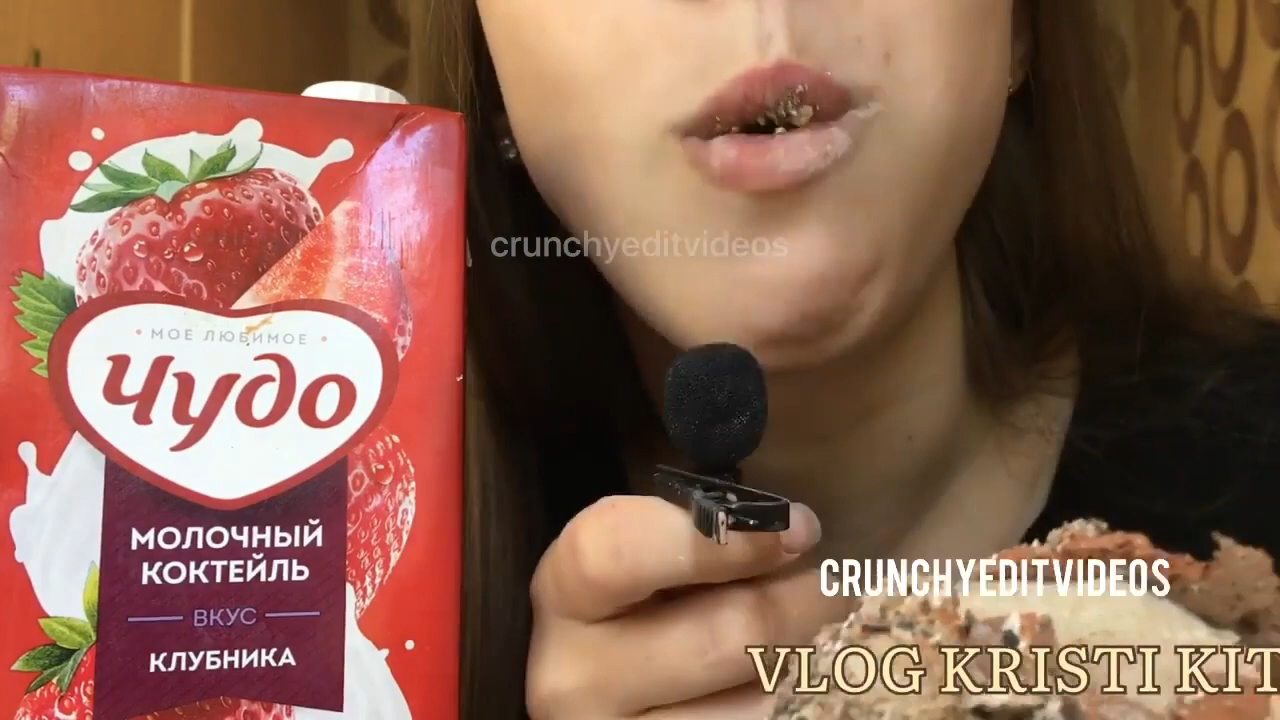 • МОЕ ЛЮБИМОЕ •
Чудо
МОЛОЧНЫЙ
КОКТЕЙЛЬ
ВКУС
КЛУБНИКА
crunchyeditvideos
CRUNCHYEDITVIDEOS
VLOG KRISTI KIT